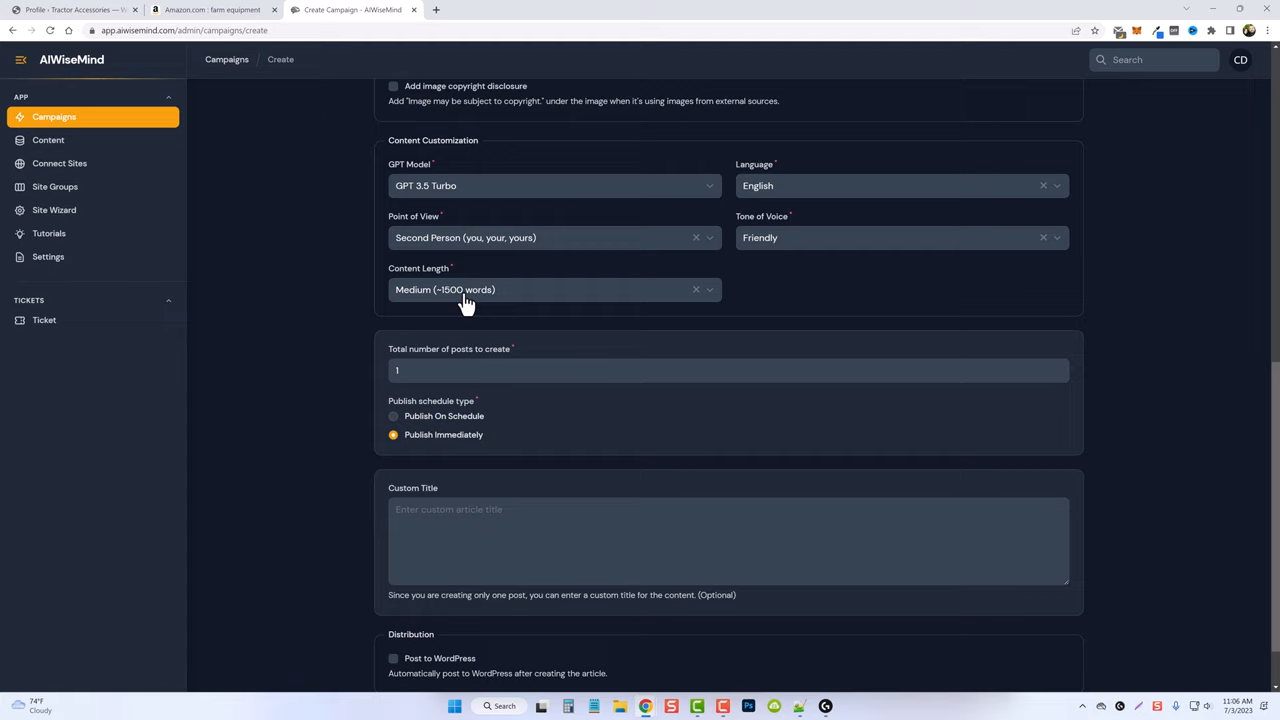 Profile ‹ Tractor Accessories — W
Amazon.com : farm equipment
Create Campaign - AIWiseMind
app.aiwisemind.com/admin/campaigns/create
AIWiseMind
Campaigns / Create
Search
CD
APP
Campaigns
Content
Connect Sites
Site Groups
Site Wizard
Tutorials
Settings
TICKETS
Ticket
Add image copyright disclosure
Add "Image may be subject to copyright." under the image when it's using images from external sources.
Content Customization
GPT Model*
GPT 3.5 Turbo
Language*
English
Point of View*
Second Person (you, your, yours)
Tone of Voice*
Friendly
Content Length*
Medium (~1500 words)
Total number of posts to create*
1
Publish schedule type*
Publish On Schedule
Publish Immediately
Custom Title
Enter custom article title
Since you are creating only one post, you can enter a custom title for the content. (Optional)
Distribution
Post to WordPress
Automatically post to WordPress after creating the article.
74°F
Cloudy
Search
11:06 AM
7/3/2023